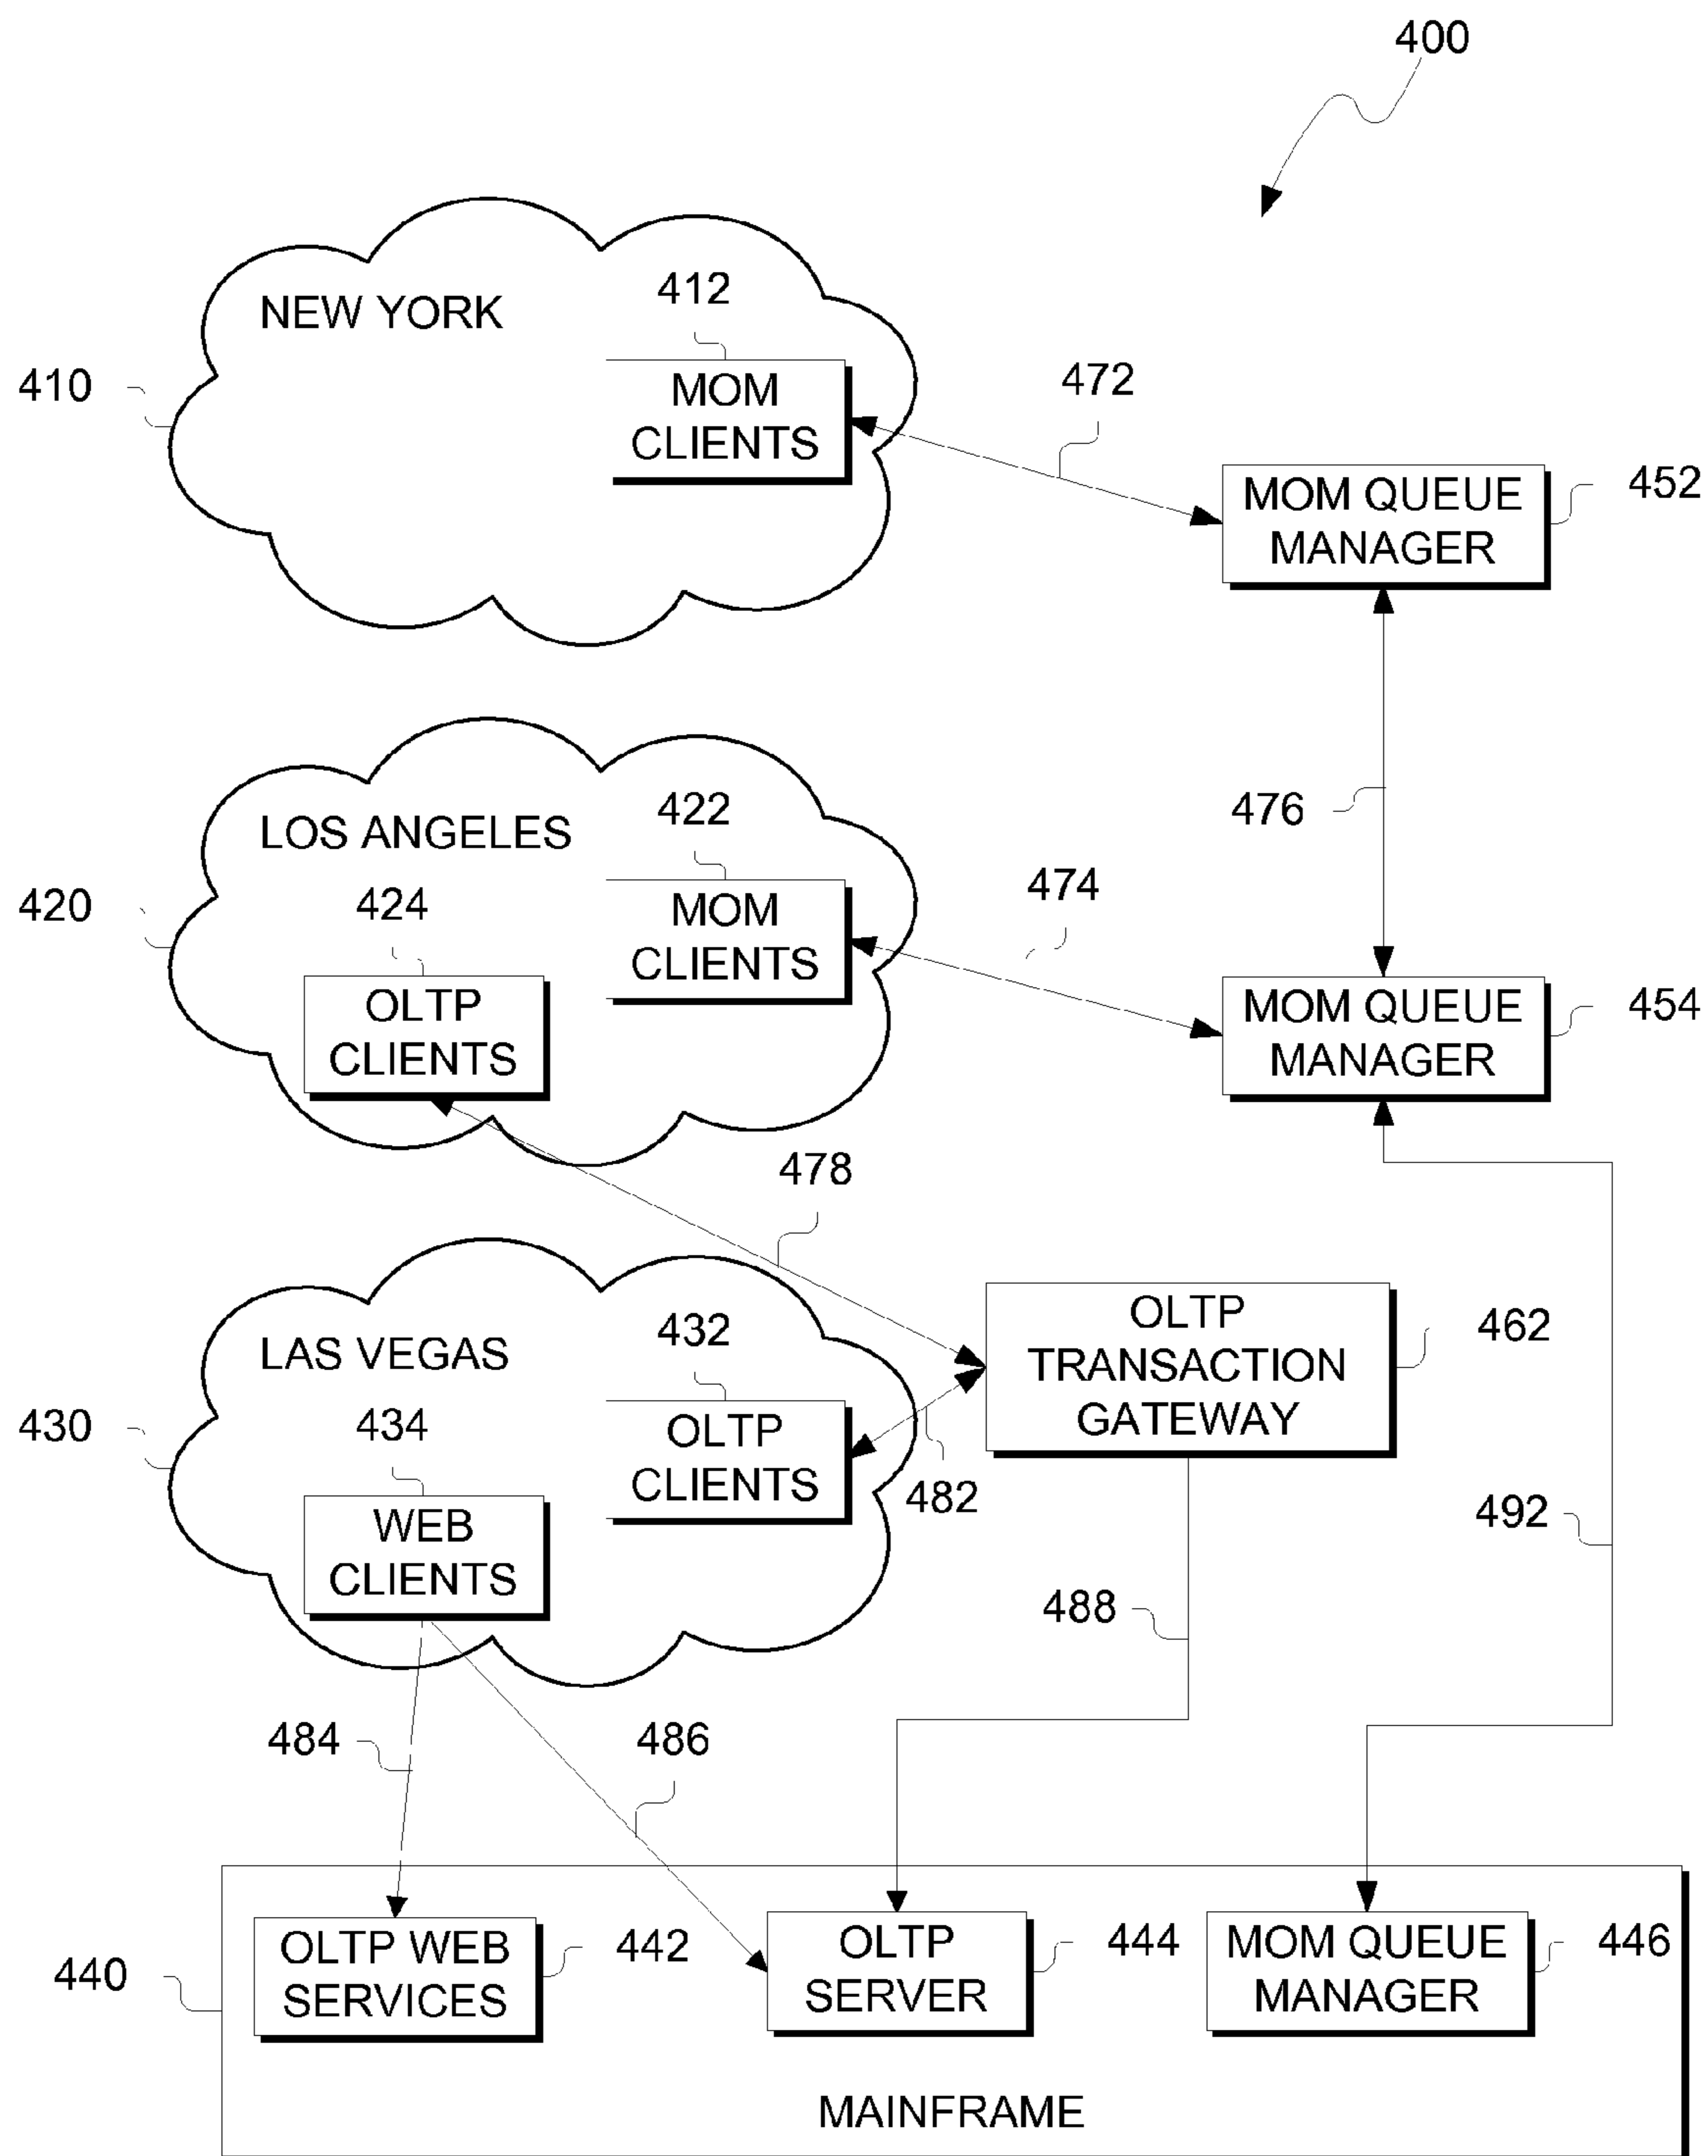 400
NEW YORK
412
MOM
CLIENTS
410
472
MOM QUEUE
MANAGER
452
476
LOS ANGELES
422
MOM
CLIENTS
420
424
OLTP
CLIENTS
474
MOM QUEUE
MANAGER
454
478
LAS VEGAS
432
OLTP
CLIENTS
430
434
WEB
CLIENTS
482
OLTP
TRANSACTION
GATEWAY
462
492
488
484
486
440
OLTP WEB
SERVICES
442
OLTP
SERVER
444
MOM QUEUE
MANAGER
446
MAINFRAME